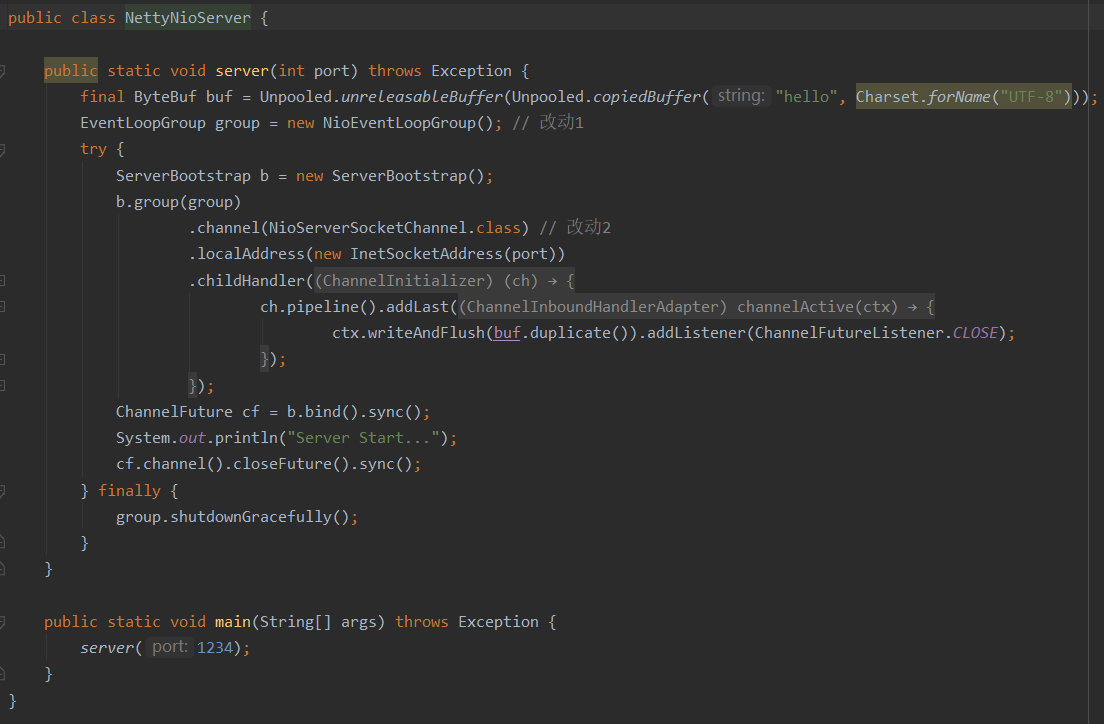 public class NettyNioServer {
public static void server(int port) throws Exception {
final ByteBuf buf = Unpooled.unreleasableBuffer(Unpooled.copiedBuffer( string: "hello", Charset.forName("UTF-8")));
EventLoopGroup group = new NioEventLoopGroup(); // 改动1
try {
ServerBootstrap b = new ServerBootstrap();
b.group(group)
.channel(NioServerSocketChannel.class) // 改动2
.localAddress(new InetSocketAddress(port))
.childHandler((ChannelInitializer) (ch) → {
ch.pipeline().addLast((ChannelInboundHandlerAdapter) channelActive(ctx) → {
ctx.writeAndFlush(buf.duplicate()).addListener(ChannelFutureListener.CLOSE);
});
});
ChannelFuture cf = b.bind().sync();
System.out.println("Server Start...");
cf.channel().closeFuture().sync();
} finally {
group.shutdownGracefully();
}
}
public static void main(String[] args) throws Exception {
server( port: 1234);
}
}